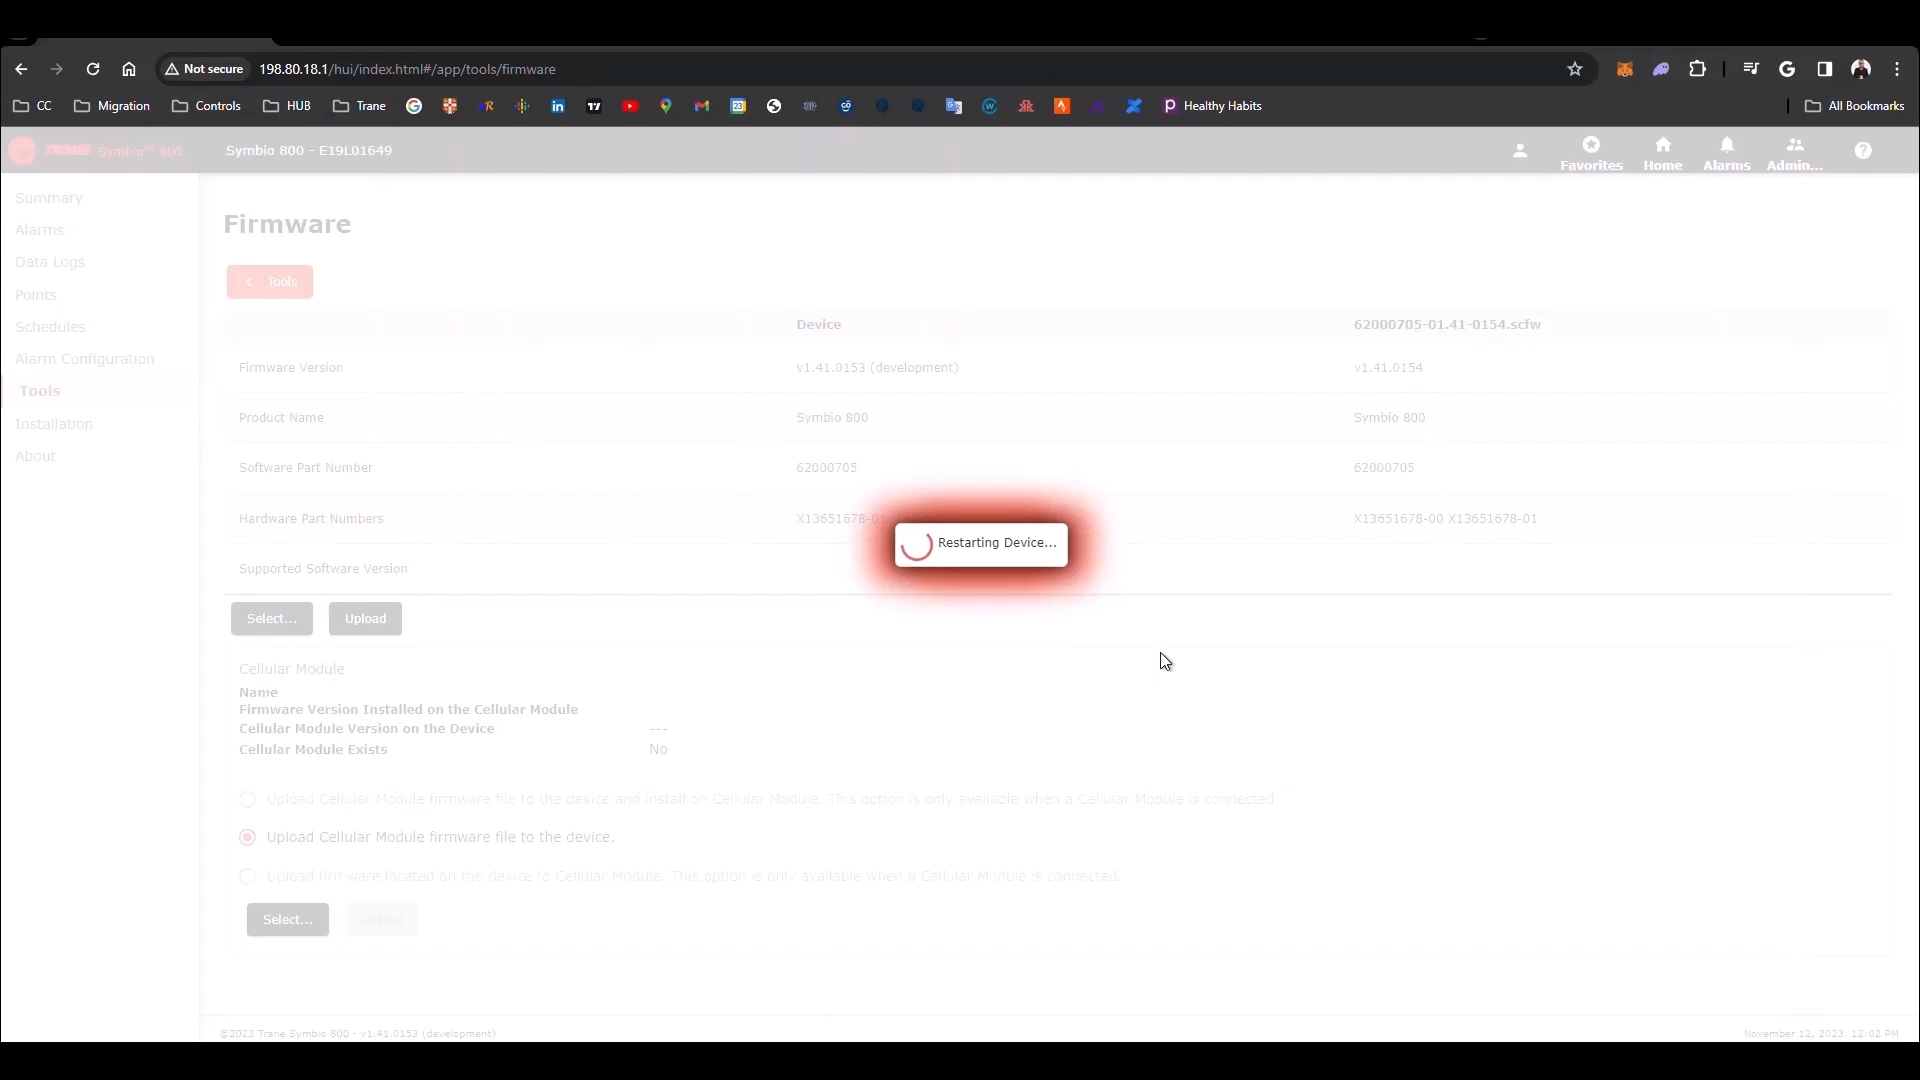 Not secure 198.80.18.1/hui/index.html#/app/tools/firmware
CC Migration Controls HUB Trane Healthy Habits All Bookmarks
TRANE Symbio™ 800 Symbio 800 - E19L01649 Favorites Home Alarms Admin...
Summary
Alarms
Data Logs
Points
Schedules
Alarm Configuration
Tools
Installation
About
Firmware
Tools
Device 62000705-01.41-0154.scfw
Firmware Version v1.41.0153 (development) v1.41.0154
Product Name Symbio 800 Symbio 800
Software Part Number 62000705 62000705
Hardware Part Numbers X13651678-01 X13651678-00 X13651678-01
Restarting Device...
Supported Software Version
Select... Upload
Cellular Module
Name
Firmware Version Installed on the Cellular Module
Cellular Module Version on the Device ---
Cellular Module Exists No
Upload Cellular Module firmware file to the device and install on Cellular Module. This option is only available when a Cellular Module is connected.
Upload Cellular Module firmware file to the device.
Upload firmware located on the device to Cellular Module. This option is only available when a Cellular Module is connected.
Select...
©2023 Trane Symbio 800 - v1.41.0153 (development) November 12, 2023, 12:02 PM